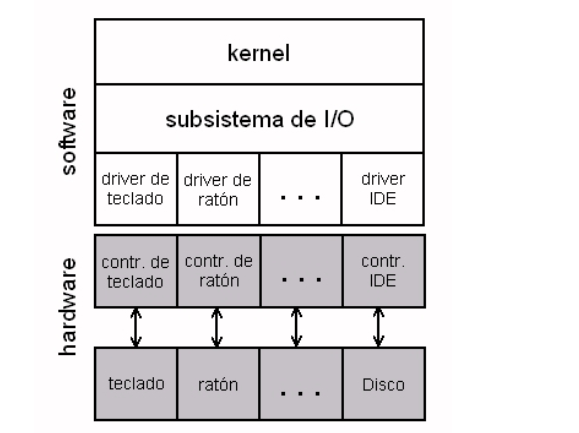 kernel
subsistema de I/O
software
driver de
teclado
driver de
ratón
. . .
driver
IDE
hardware
contr. de
teclado
contr. de
ratón
. . .
contr.
IDE
teclado
ratón
. . .
Disco